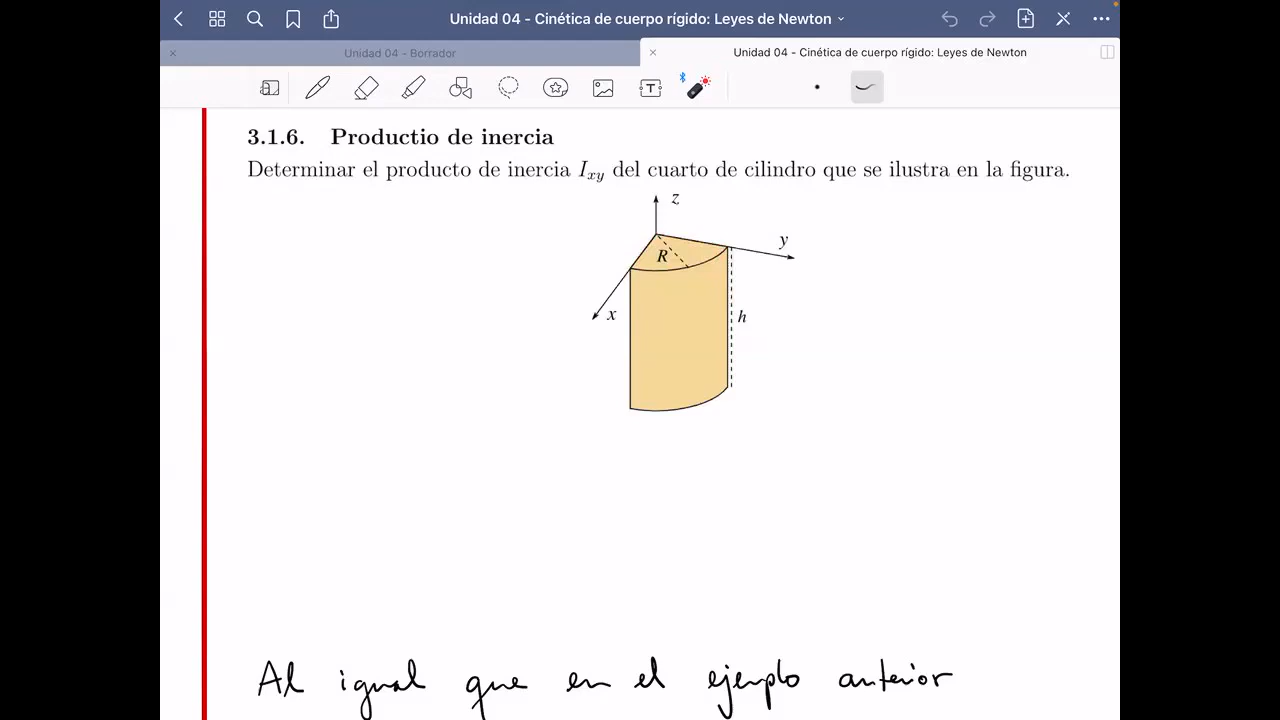 Unidad 04 - Cinética de cuerpo rígido: Leyes de Newton
Unidad 04 - Borrador
Unidad 04 - Cinética de cuerpo rígido: Leyes de Newton
T
3.1.6. Productio de inercia
Determinar el producto de inercia Ixy del cuarto de cilindro que se ilustra en la figura.
z
y
R
x
h
Al igual que en el ejemplo anterior